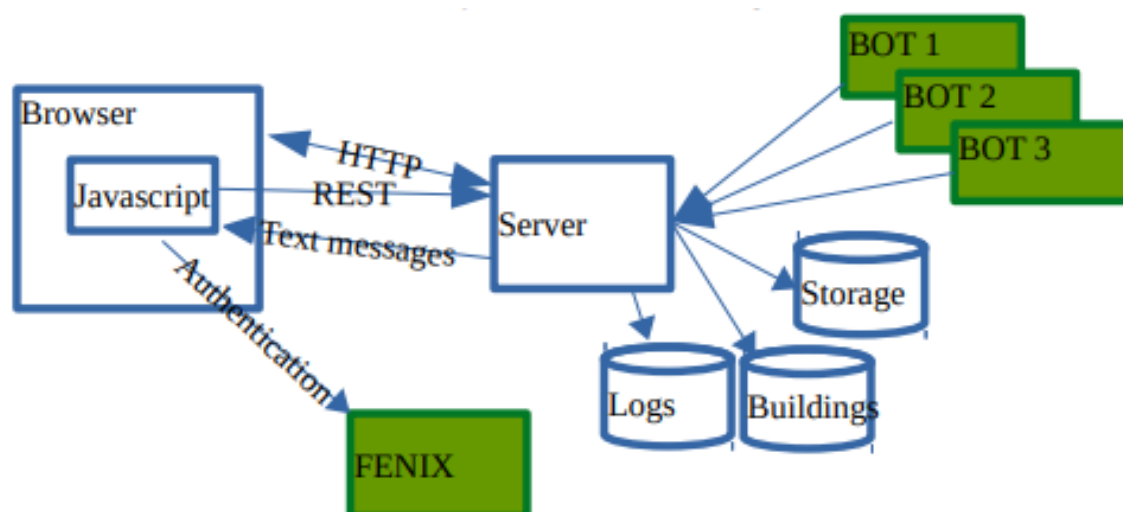 BOT 1
Browser
BOT 2
HTTP
BOT 3
Javascript
REST
Server
Text messages
Storage
Authentication
Logs
Buildings
FENIX